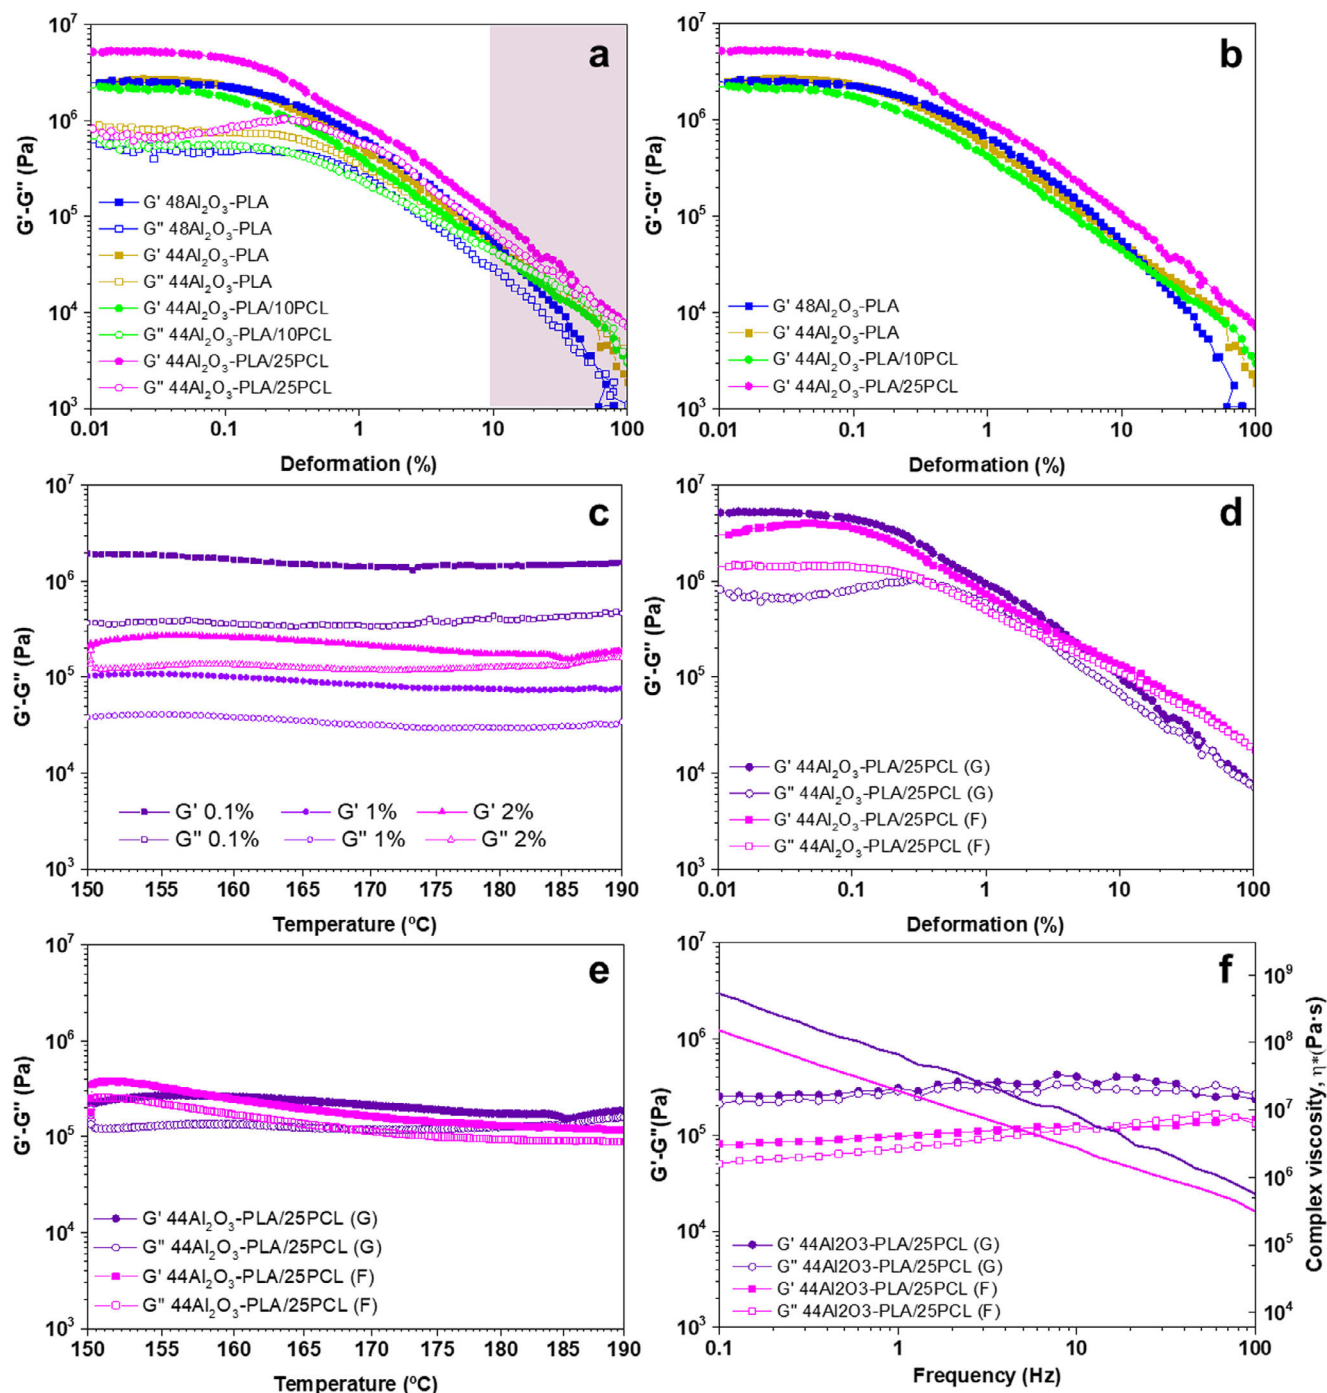 a
G'-G" (Pa)
10⁷
10⁶
10⁵
10⁴
10³
G' 48Al₂O₃-PLA
G" 48Al₂O₃-PLA
G' 44Al₂O₃-PLA
G" 44Al₂O₃-PLA
G' 44Al₂O₃-PLA/10PCL
G" 44Al₂O₃-PLA/10PCL
G' 44Al₂O₃-PLA/25PCL
G" 44Al₂O₃-PLA/25PCL
0.01 0.1 1 10 100
Deformation (%)
b
G'-G" (Pa)
10⁷
10⁶
10⁵
10⁴
10³
G' 48Al₂O₃-PLA
G' 44Al₂O₃-PLA
G' 44Al₂O₃-PLA/10PCL
G' 44Al₂O₃-PLA/25PCL
0.01 0.1 1 10 100
Deformation (%)
c
G'-G" (Pa)
10⁷
10⁶
10⁵
10⁴
10³
G' 0.1% G' 1% G' 2%
G" 0.1% G" 1% G" 2%
150 155 160 165 170 175 180 185 190
Temperature (ºC)
d
G'-G" (Pa)
10⁷
10⁶
10⁵
10⁴
10³
G' 44Al₂O₃-PLA/25PCL (G)
G" 44Al₂O₃-PLA/25PCL (G)
G' 44Al₂O₃-PLA/25PCL (F)
G" 44Al₂O₃-PLA/25PCL (F)
0.01 0.1 1 10 100
Deformation (%)
e
G'-G" (Pa)
10⁷
10⁶
10⁵
10⁴
10³
G' 44Al₂O₃-PLA/25PCL (G)
G" 44Al₂O₃-PLA/25PCL (G)
G' 44Al₂O₃-PLA/25PCL (F)
G" 44Al₂O₃-PLA/25PCL (F)
150 155 160 165 170 175 180 185 190
Temperature (ºC)
f
G'-G"(Pa)
10⁷
10⁶
10⁵
10⁴
10³
G' 44Al2O3-PLA/25PCL (G)
G" 44Al2O3-PLA/25PCL (G)
G' 44Al2O3-PLA/25PCL (F)
G" 44Al2O3-PLA/25PCL (F)
0.1 1 10 100
Frequency (Hz)
10⁹
10⁸
10⁷
10⁶
10⁵
10⁴
Complex viscosity, η*(Pa·s)